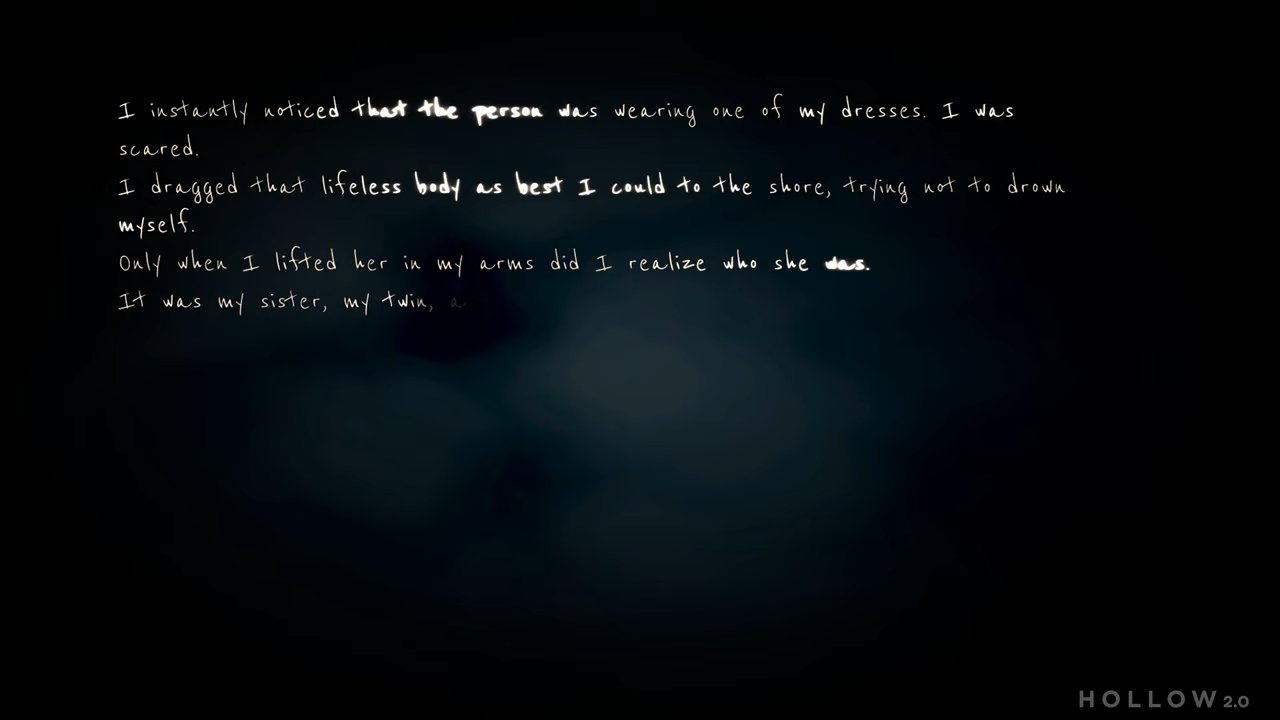 I instantly noticed that the person was wearing one of my dresses. I was
scared.
I dragged that lifeless body as best I could to the shore, trying not to drown
myself.
Only when I lifted her in my arms did I realize who she was.
It was my sister, my twin, a
HOLLOW 2.0